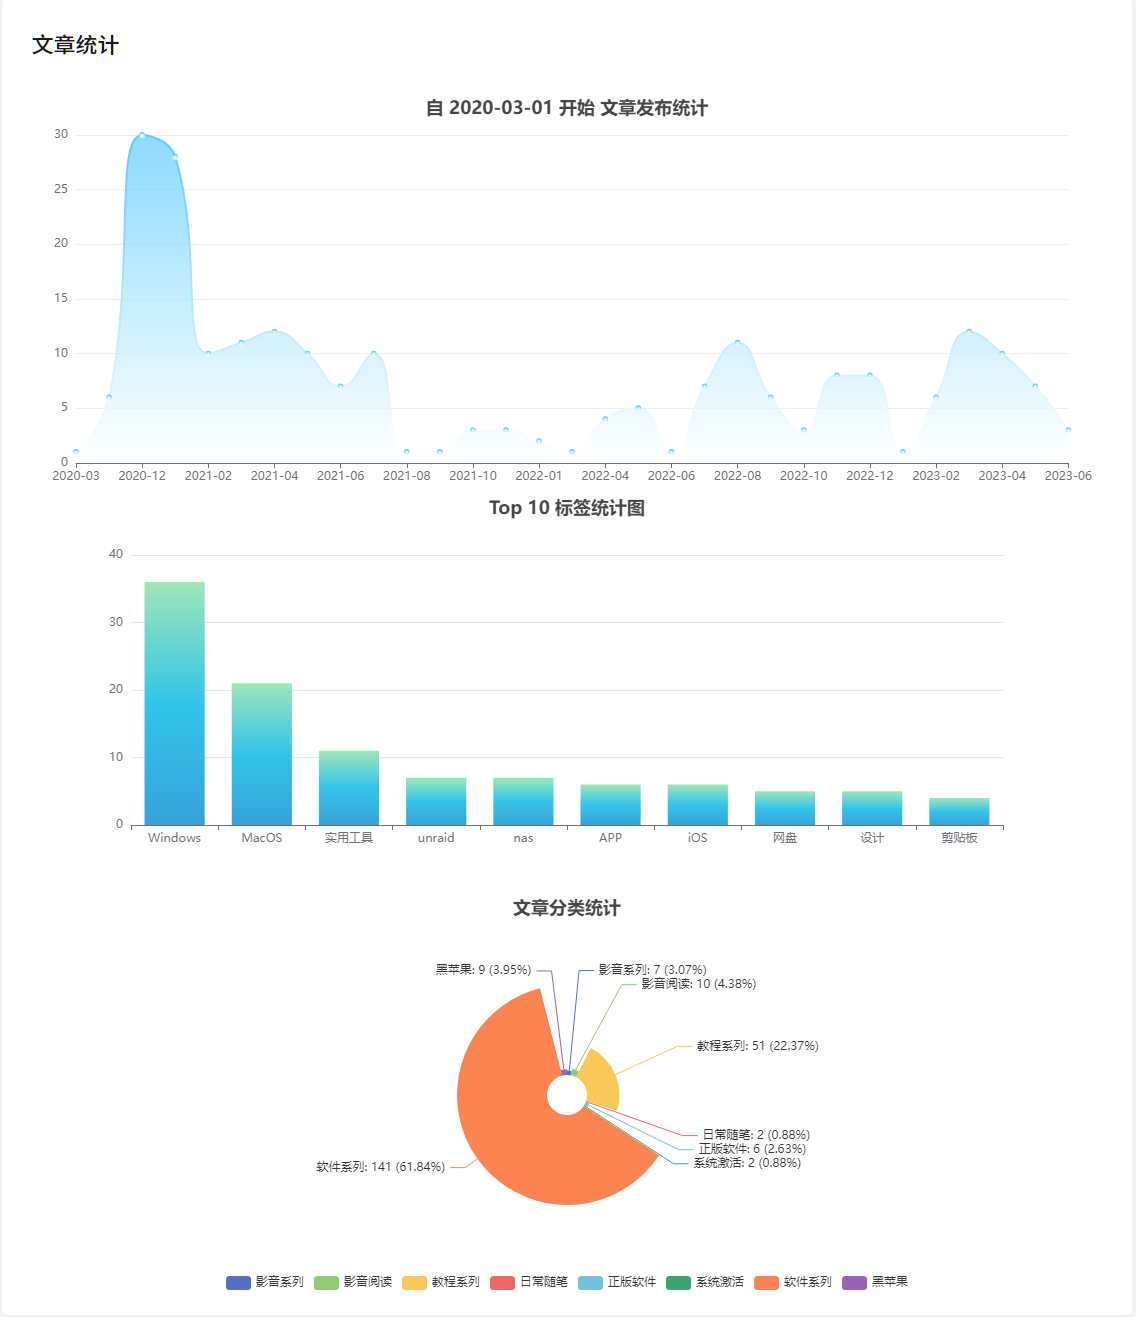 文章统计
自 2020-03-01 开始 文章发布统计
30
25
20
15
10
5
0
2020-03 2020-12 2021-02 2021-04 2021-06 2021-08 2021-10 2022-01 2022-04 2022-06 2022-08 2022-10 2022-12 2023-02 2023-04 2023-06
Top 10 标签统计图
40
30
20
10
0
Windows MacOS 实用工具 unraid nas APP iOS 网盘 设计 剪贴板
文章分类统计
黑苹果: 9 (3.95%) 影音系列: 7 (3.07%)
影音阅读: 10 (4.38%)
教程系列: 51 (22.37%)
日常随笔: 2 (0.88%)
正版软件: 6 (2.63%)
系统激活: 2 (0.88%)
软件系列: 141 (61.84%)
影音系列 影音阅读 教程系列 日常随笔 正版软件 系统激活 软件系列 黑苹果